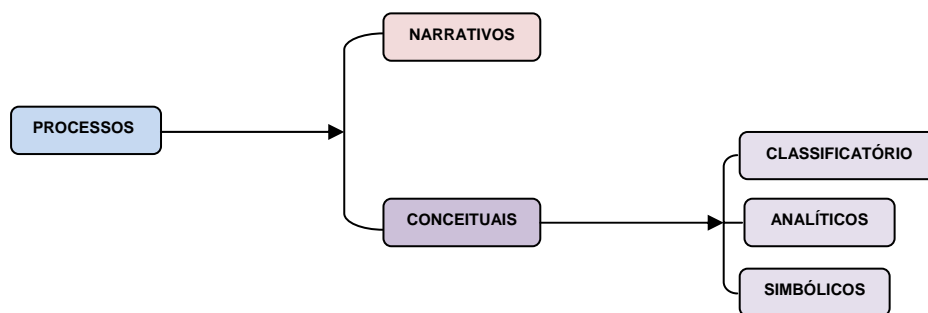 NARRATIVOS
PROCESSOS
CLASSIFICATÓRIO
CONCEITUAIS
ANALÍTICOS
SIMBÓLICOS